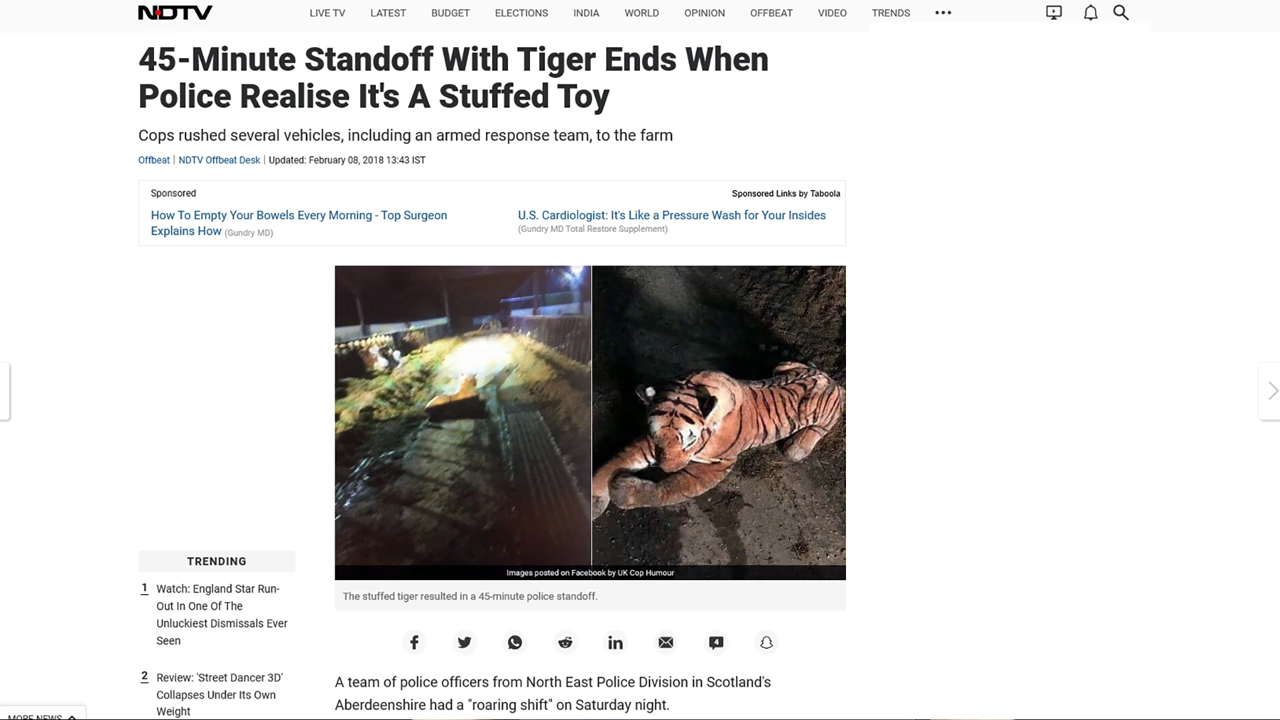 NDTV
LIVE TV LATEST BUDGET ELECTIONS INDIA WORLD OPINION OFFBEAT VIDEO TRENDS
45-Minute Standoff With Tiger Ends When
Police Realise It's A Stuffed Toy
Cops rushed several vehicles, including an armed response team, to the farm
Offbeat | NDTV Offbeat Desk | Updated: February 08, 2018 13:43 IST
Sponsored
Sponsored Links by Taboola
How To Empty Your Bowels Every Morning - Top Surgeon
Explains How (Gundry MD)
U.S. Cardiologist: It's Like a Pressure Wash for Your Insides
(Gundry MD Total Restore Supplement)
Images posted on Facebook by UK Cop Humour
The stuffed tiger resulted in a 45-minute police standoff.
TRENDING
1 Watch: England Star Run-
Out In One Of The
Unluckiest Dismissals Ever
Seen
2 Review: 'Street Dancer 3D'
Collapses Under Its Own
Weight
A team of police officers from North East Police Division in Scotland's
Aberdeenshire had a "roaring shift" on Saturday night.
MORE NEWS